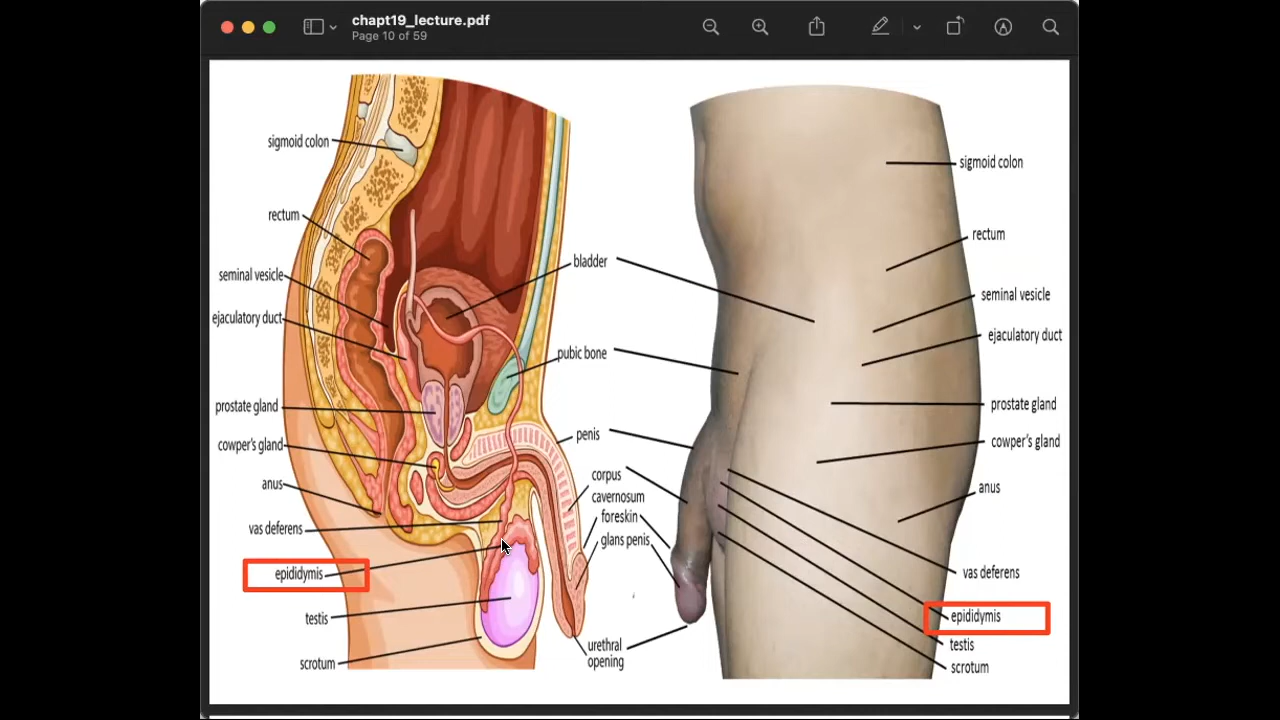 chapt19_lecture.pdf
Page 10 of 59
sigmoid colon
rectum
seminal vesicle
ejaculatory duct
prostate gland
cowper's gland
anus
vas deferens
epididymis
testis
scrotum
bladder
pubic bone
penis
corpus
cavernosum
foreskin
glans penis
urethral
opening
sigmoid colon
rectum
seminal vesicle
ejaculatory duct
prostate gland
cowper's gland
anus
vas deferens
epididymis
testis
scrotum